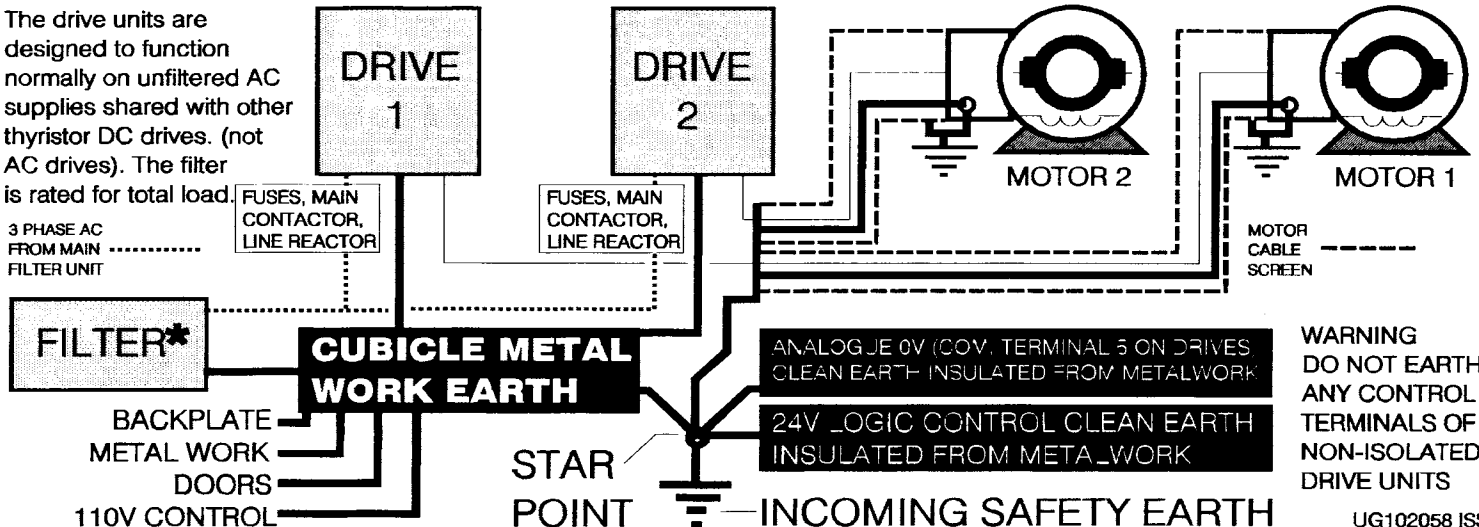 The drive units are
designed to function
normally on unfiltered AC
supplies shared with other
thyristor DC drives. (not
AC drives). The filter
is rated for total load.
3 PHASE AC
FROM MAIN
FILTER UNIT
DRIVE
1
DRIVE
2
FUSES, MAIN
CONTACTOR,
LINE REACTOR
FUSES, MAIN
CONTACTOR,
LINE REACTOR
MOTOR 2
MOTOR 1
MOTOR
CABLE
SCREEN
FILTER*
CUBICLE METAL
WORK EARTH
BACKPLATE
METAL WORK
DOORS
110V CONTROL
STAR
POINT
ANALOGUE 0V (COM, TERMINAL 5 ON DRIVES,
CLEAN EARTH INSULATED FROM METALWORK
24V LOGIC CONTROL CLEAN EARTH
INSULATED FROM METALWORK
INCOMING SAFETY EARTH
WARNING
DO NOT EARTH
ANY CONTROL
TERMINALS OF
NON-ISOLATED
DRIVE UNITS
UG102058 IS